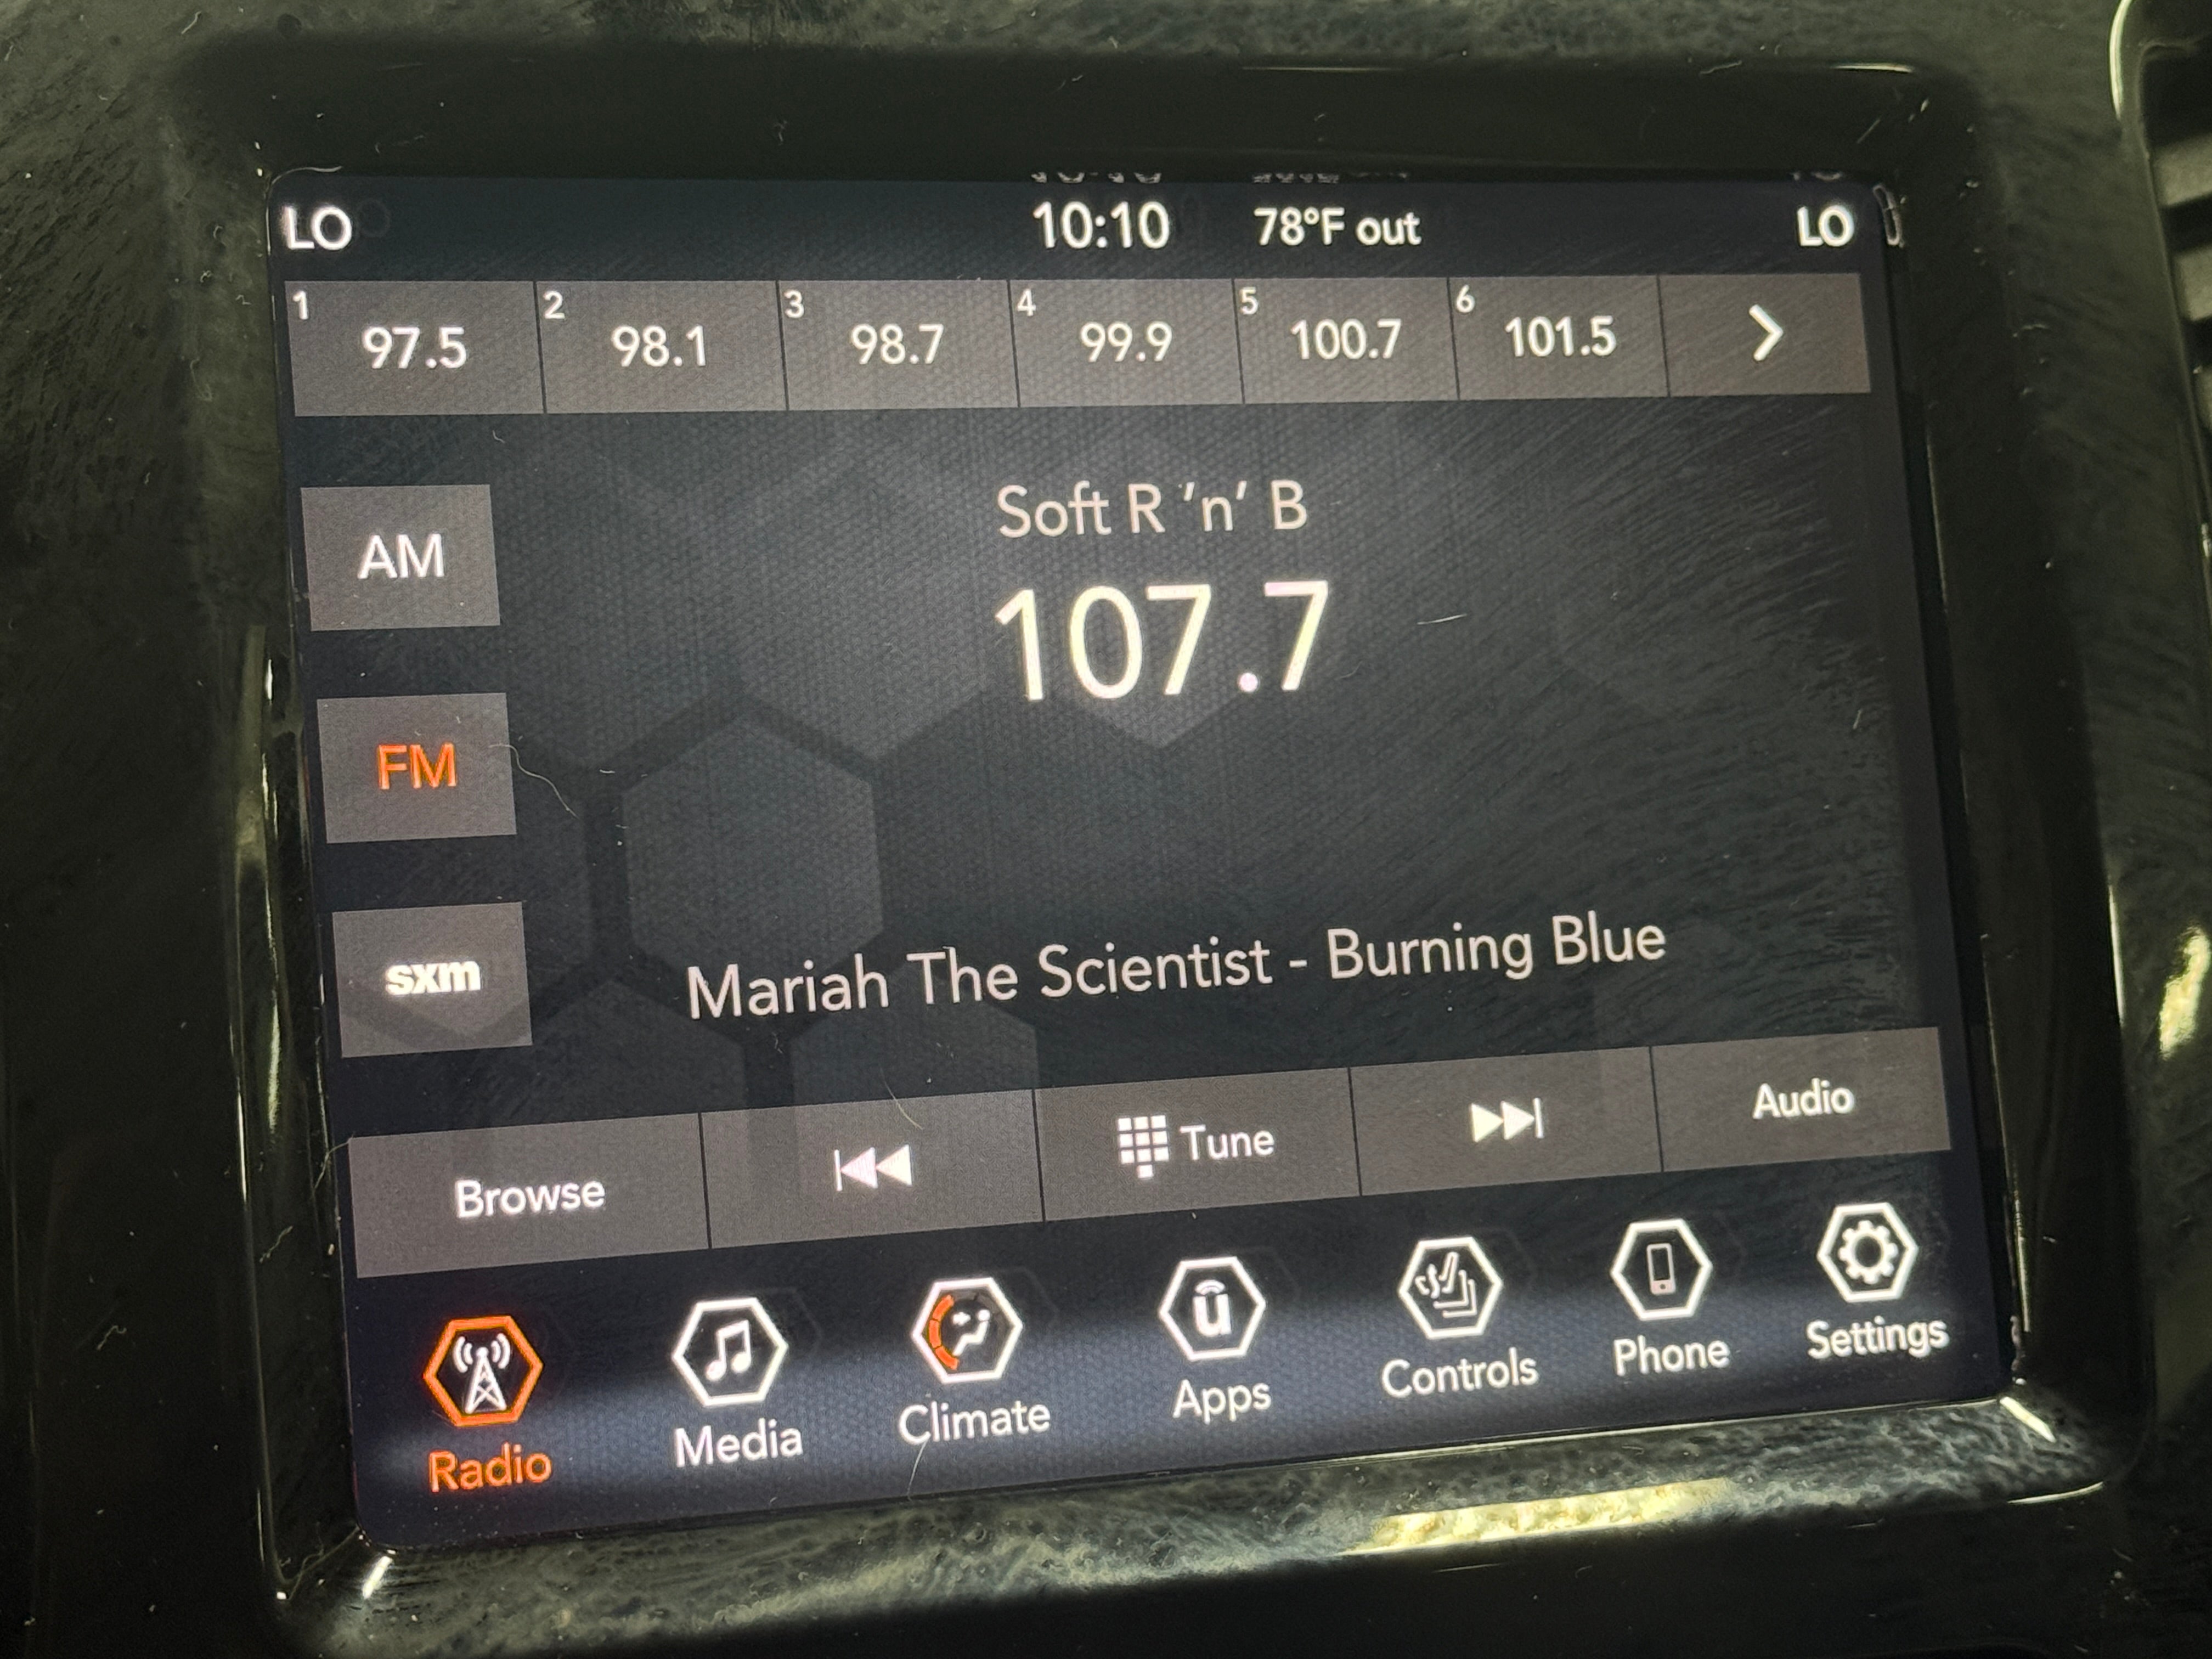 LO 10:10 78°F out LO
1 97.5 2 98.1 3 98.7 4 99.9 5 100.7 6 101.5
Soft R 'n' B
AM
107.7
FM
sxm
Mariah The Scientist - Burning Blue
Browse Tune Audio
Radio Media Climate Apps Controls Phone Settings